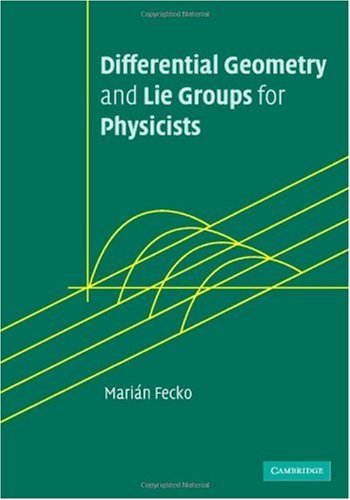 Differential Geometry
and Lie Groups for
Physicists
Marián Fecko
CAMBRIDGE